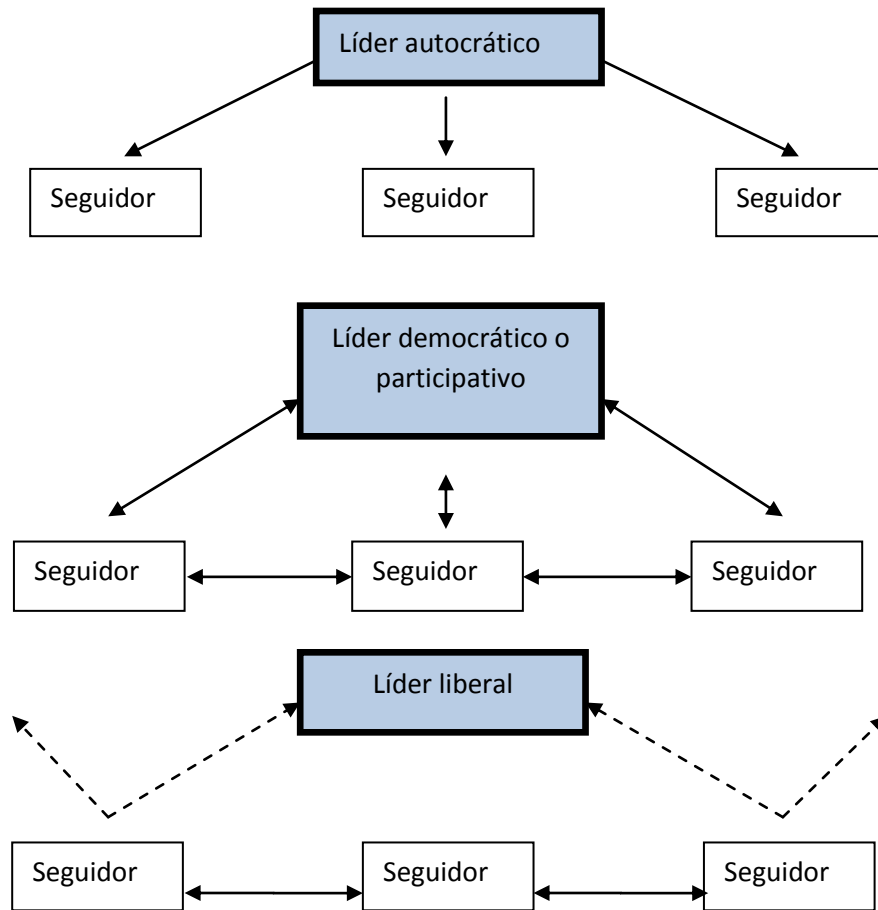 Líder autocrático
Seguidor
Seguidor
Seguidor
Líder democrático o
participativo
Seguidor
Seguidor
Seguidor
Líder liberal
Seguidor
Seguidor
Seguidor